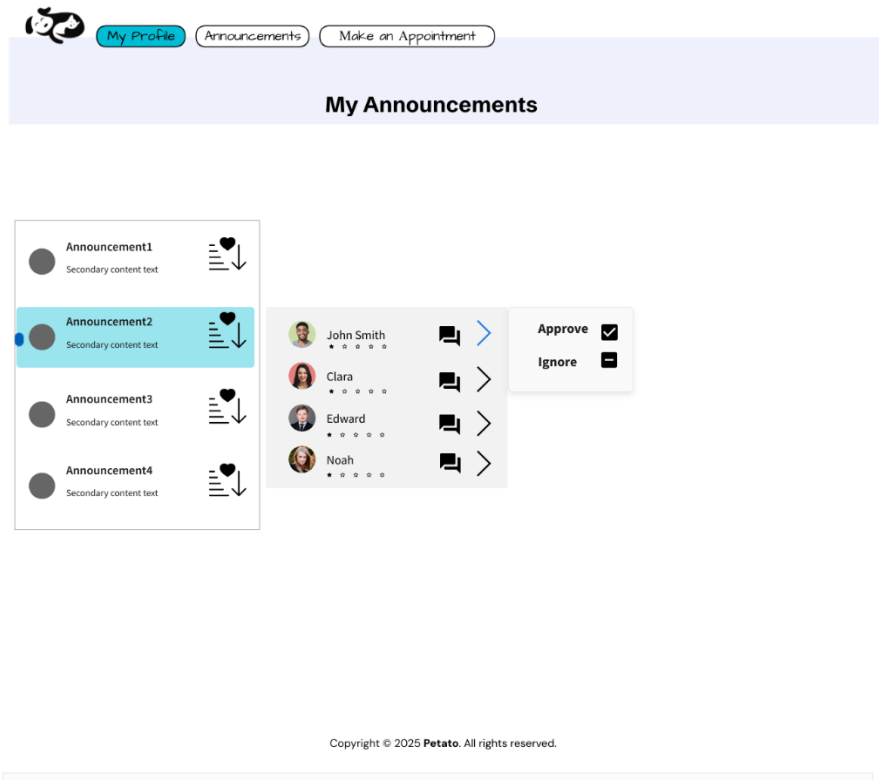 My Profile
Announcements
Make an Appointment
My Announcements
Announcement1
Secondary content text
Announcement2
Secondary content text
Announcement3
Secondary content text
Announcement4
Secondary content text
John Smith
Clara
Edward
Noah
Approve
Ignore
Copyright © 2025 Petato. All rights reserved.